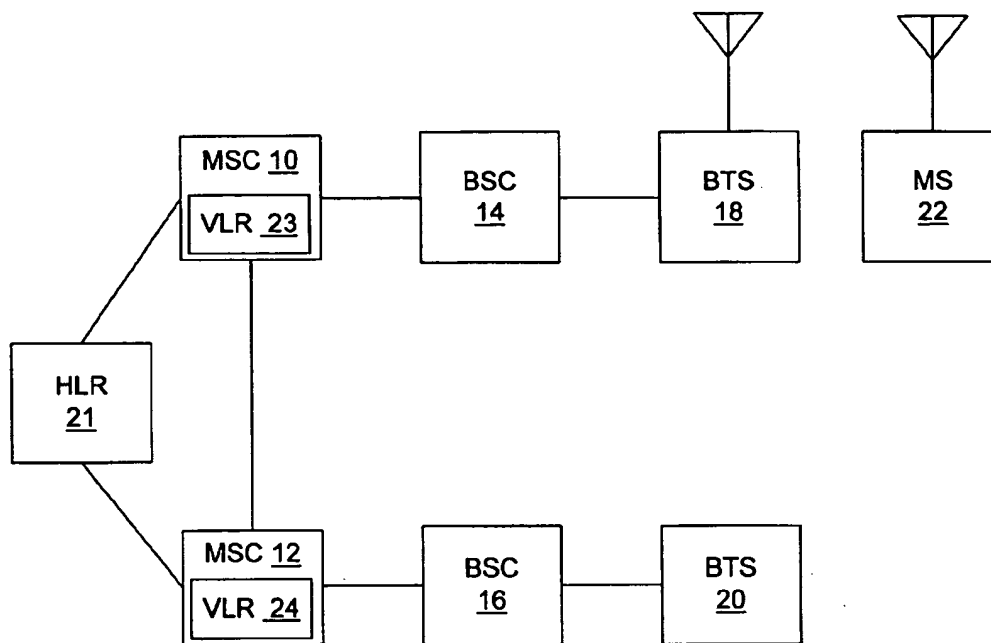 MSC 10
VLR 23
BSC
14
BTS
18
MS
22
HLR
21
MSC 12
VLR 24
BSC
16
BTS
20